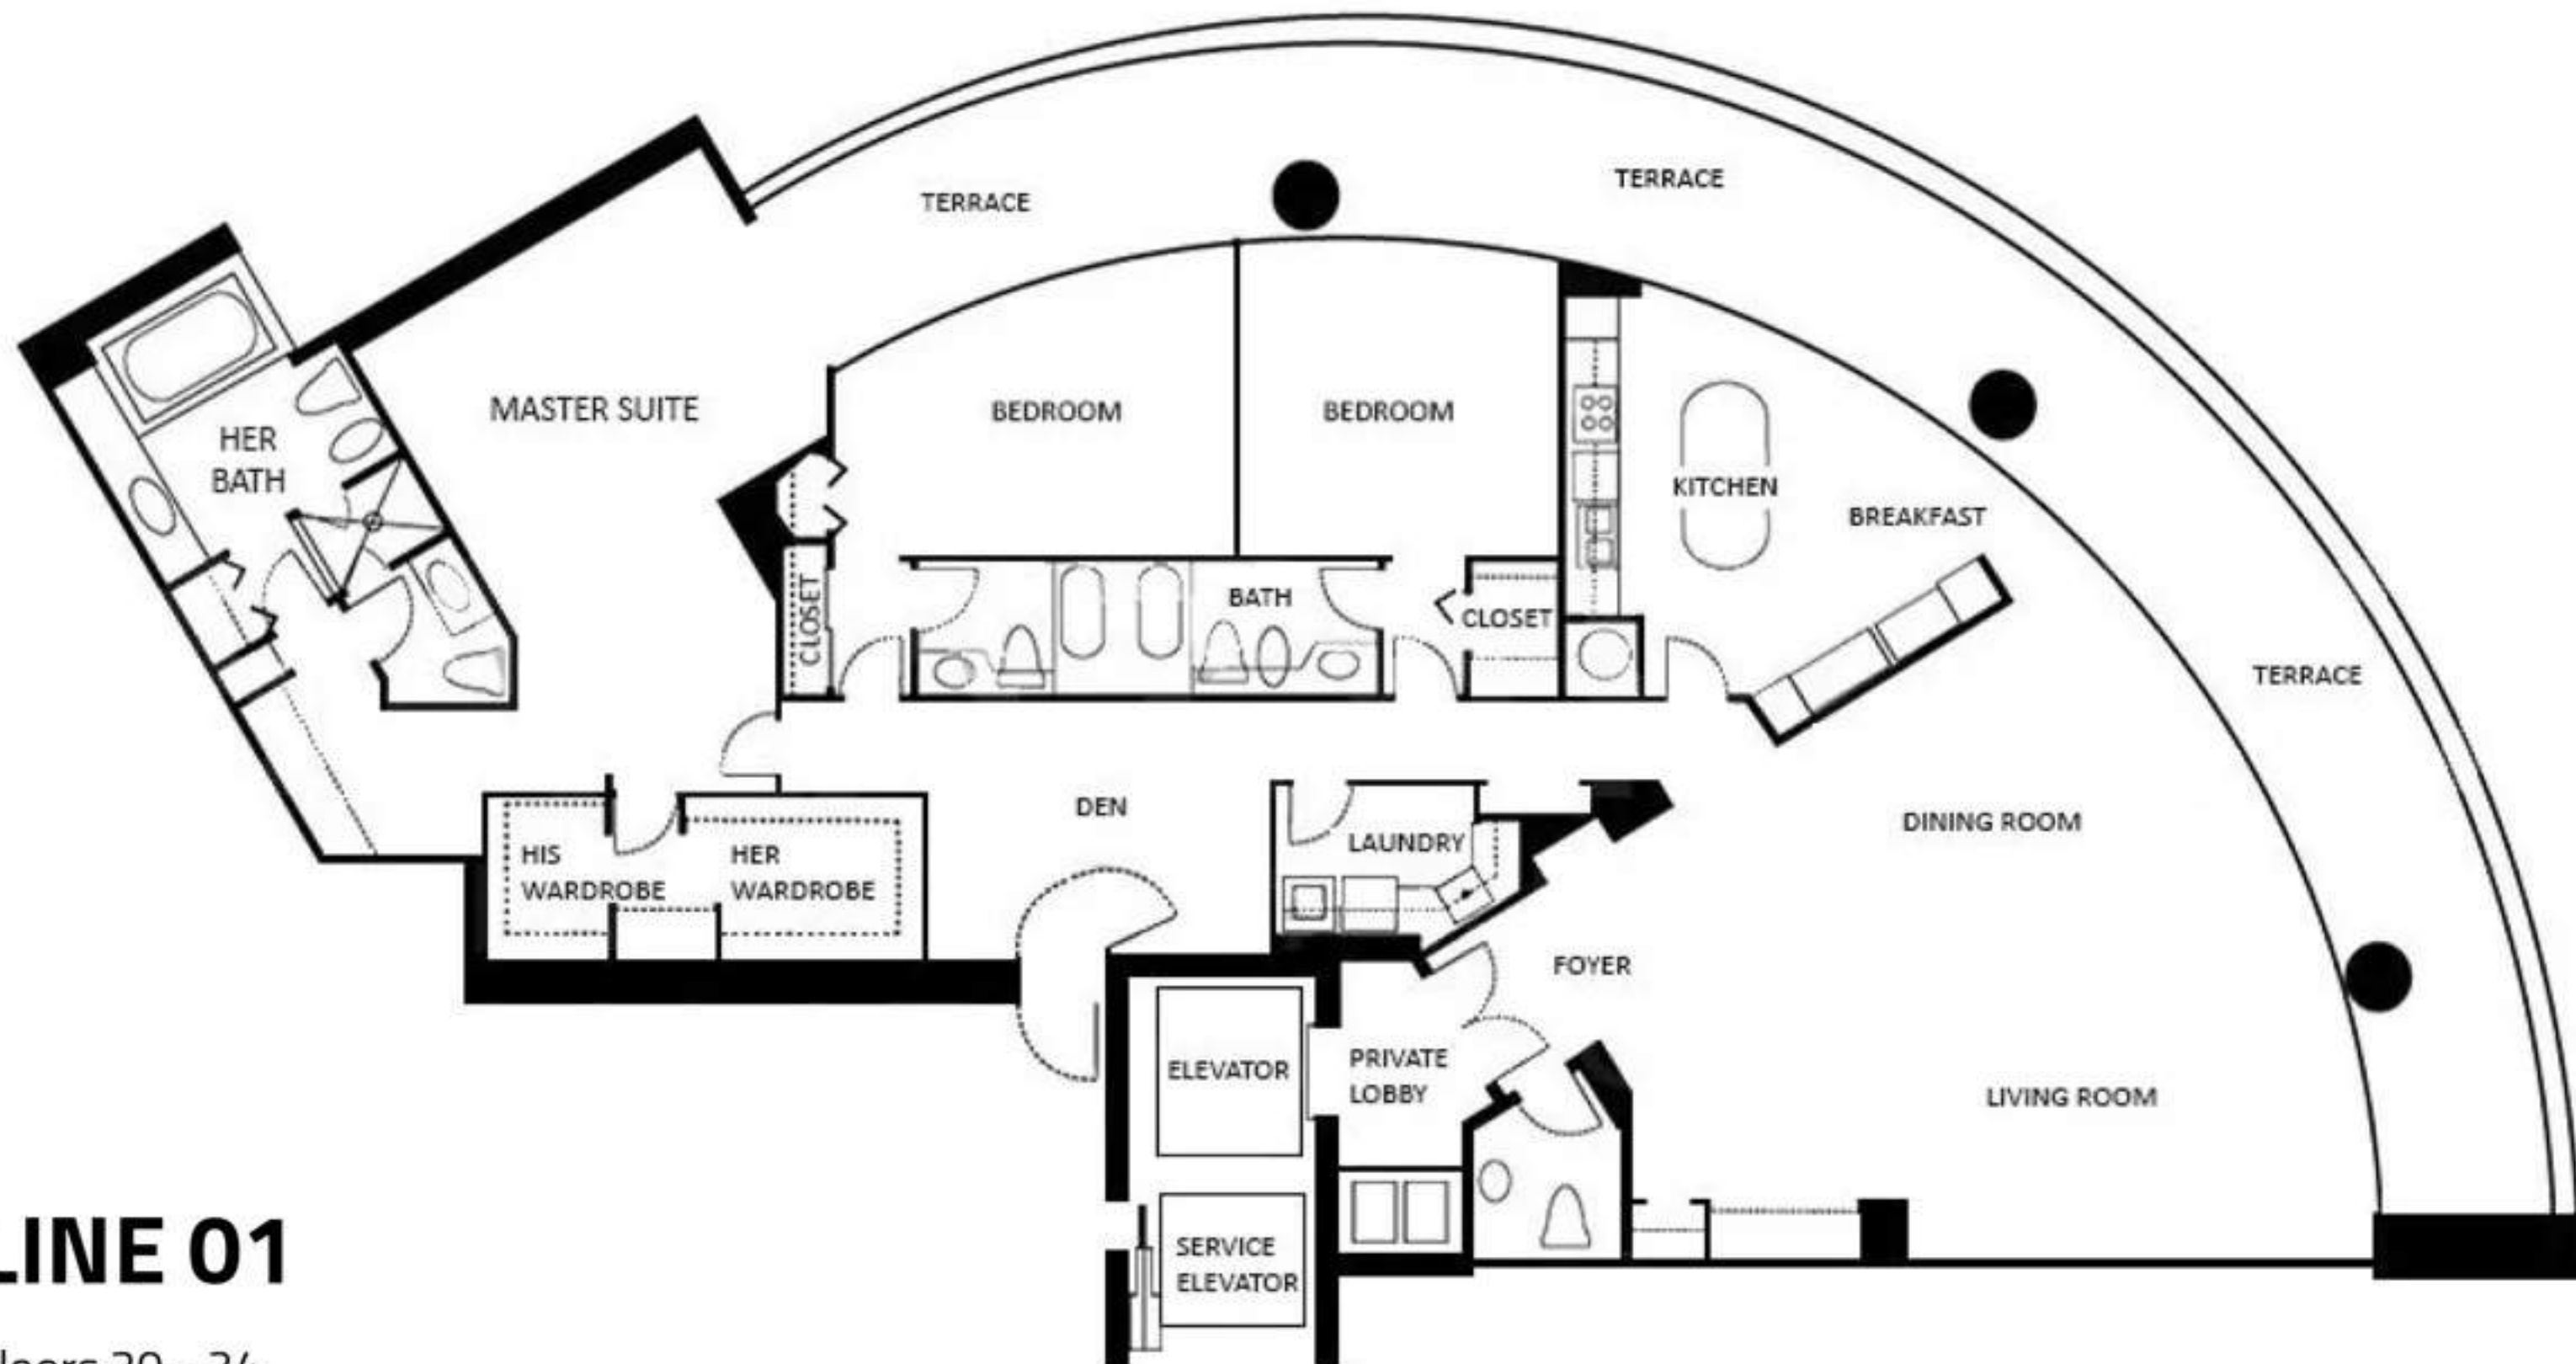 TERRACE
TERRACE
MASTER SUITE
BEDROOM
BEDROOM
HER
BATH
KITCHEN
BREAKFAST
CLOSET
BATH
CLOSET
TERRACE
DEN
LAUNDRY
DINING ROOM
HIS
WARDROBE
HER
WARDROBE
FOYER
ELEVATOR
PRIVATE
LOBBY
LIVING ROOM
SERVICE
ELEVATOR
LINE 01